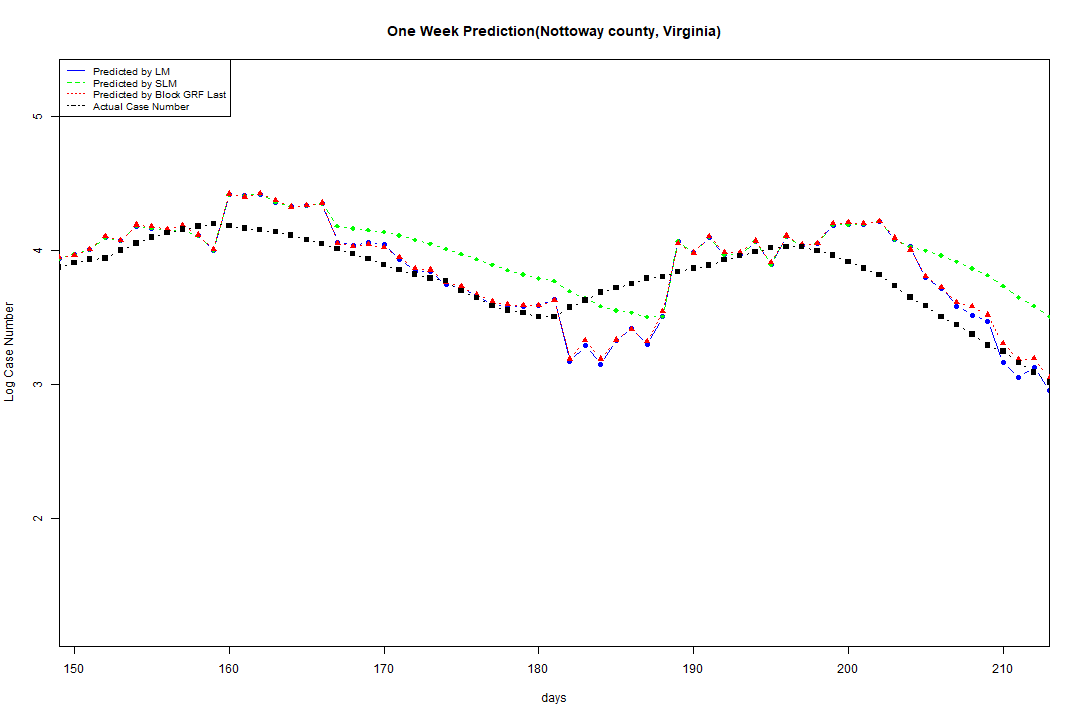 One Week Prediction(Nottoway county, Virginia)
Predicted by LM
Predicted by SLM
Predicted by Block GRF Last
Actual Case Number
5
4
3
2
Log Case Number
150 160 170 180 190 200 210
days